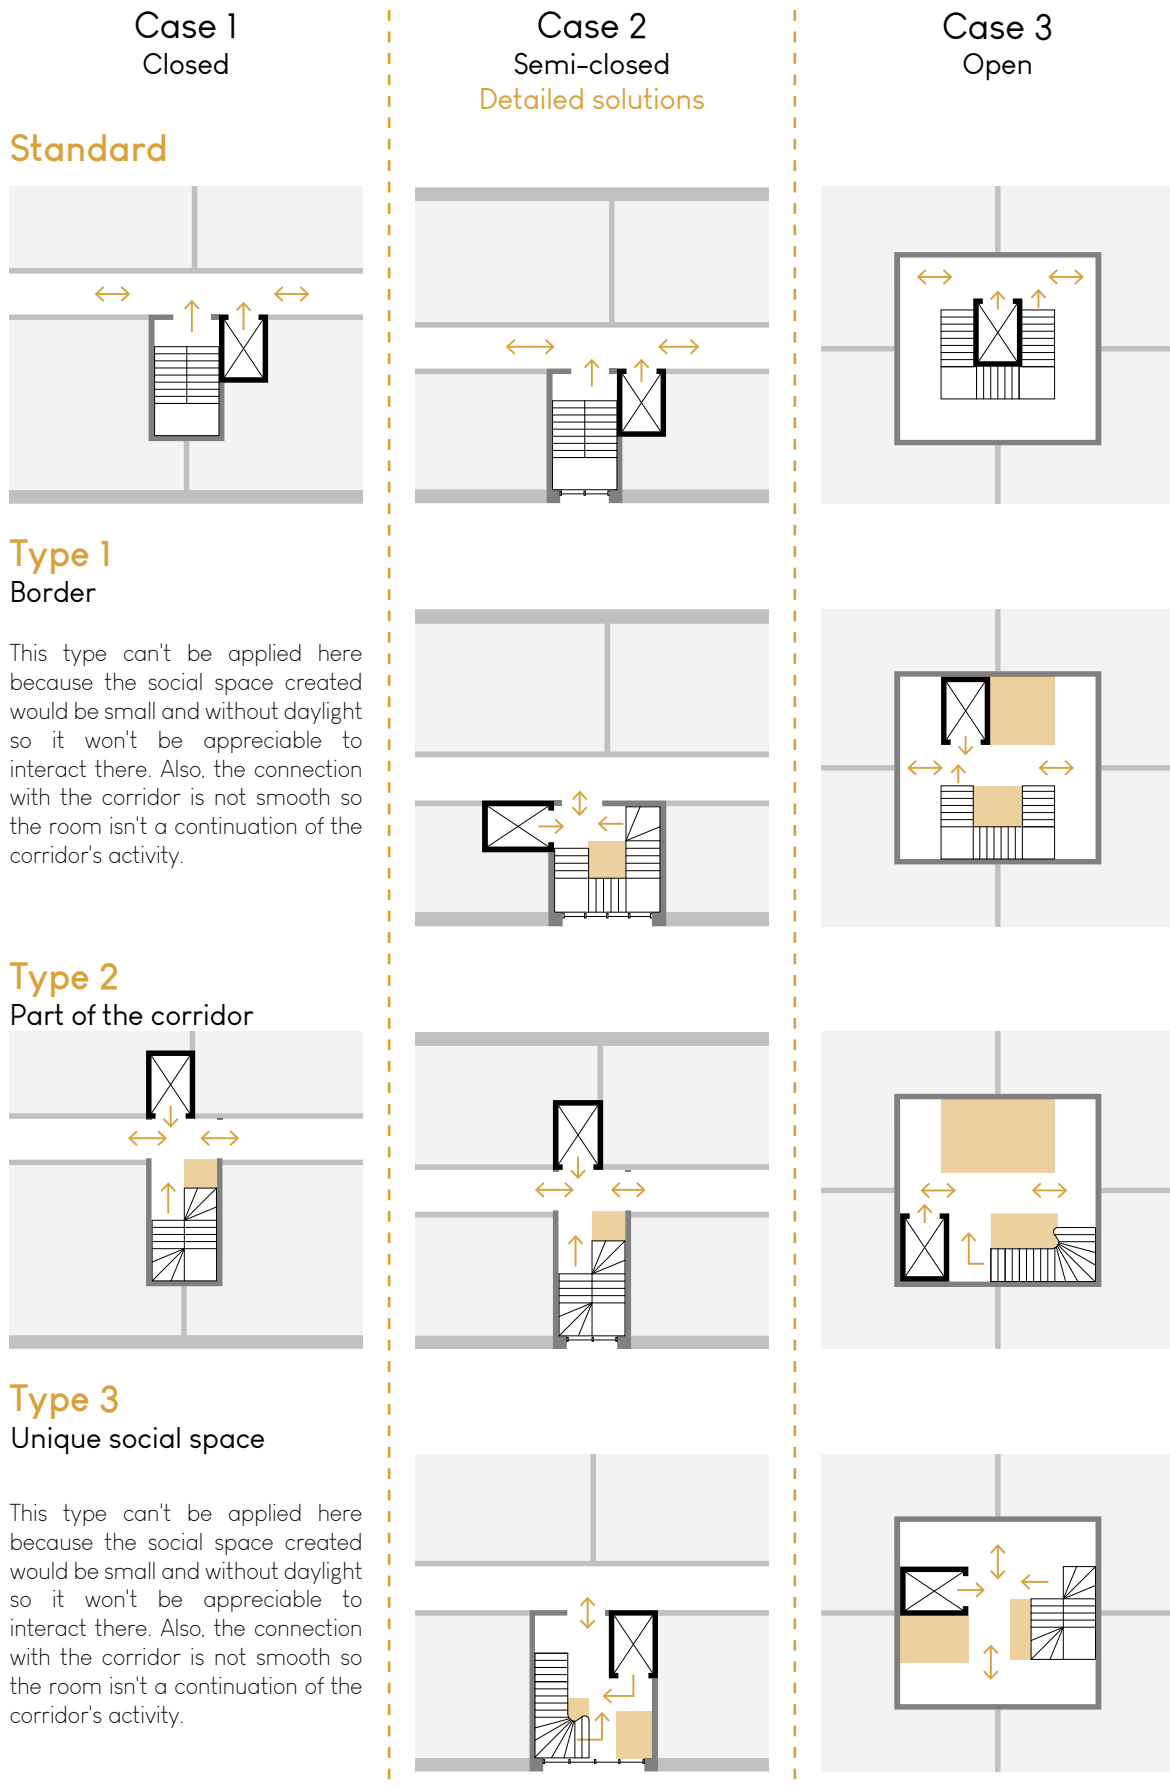 Case 1
Closed
Case 2
Semi-closed
Detailed solutions
Case 3
Open
Standard
Type 1
Border
This type can't be applied here
because the social space created
would be small and without daylight
so it won't be appreciable to
interact there. Also, the connection
with the corridor is not smooth so
the room isn't a continuation of the
corridor's activity.
Type 2
Part of the corridor
Type 3
Unique social space
This type can't be applied here
because the social space created
would be small and without daylight
so it won't be appreciable to
interact there. Also, the connection
with the corridor is not smooth so
the room isn't a continuation of the
corridor's activity.